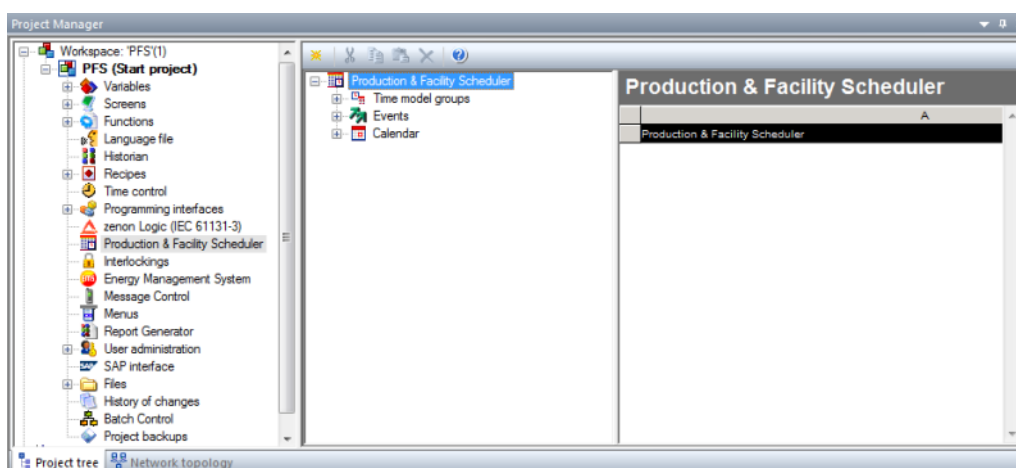 Project Manager
Workspace: 'PFS'(1)
PFS (Start project)
Variables
Screens
Functions
Language file
Historian
Recipes
Time control
Programming interfaces
zenon Logic (IEC 61131-3)
Production & Facility Scheduler
Interlockings
Energy Management System
Message Control
Menus
Report Generator
User administration
SAP interface
Files
History of changes
Batch Control
Project backups
Project tree
Network topology
Production & Facility Scheduler
Time model groups
Events
Calendar
Production & Facility Scheduler
A
Production & Facility Scheduler